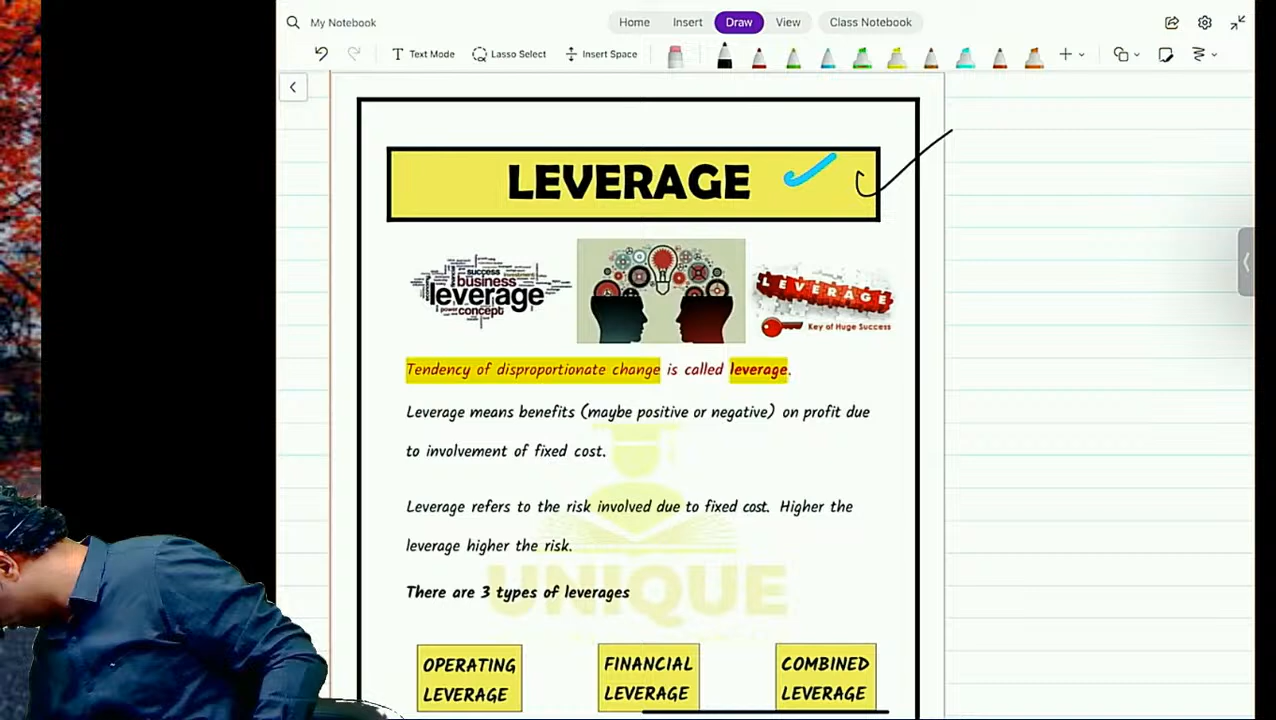 My Notebook
Home Insert Draw View Class Notebook
Text Mode Lasso Select Insert Space
LEVERAGE
success
business
leverage
power concept
LEVERAGE
Key of Huge Success
Tendency of disproportionate change is called leverage.
Leverage means benefits (maybe positive or negative) on profit due
to involvement of fixed cost.
Leverage refers to the risk involved due to fixed cost. Higher the
leverage higher the risk.
There are 3 types of leverages
UNIQUE
OPERATING
LEVERAGE
FINANCIAL
LEVERAGE
COMBINED
LEVERAGE